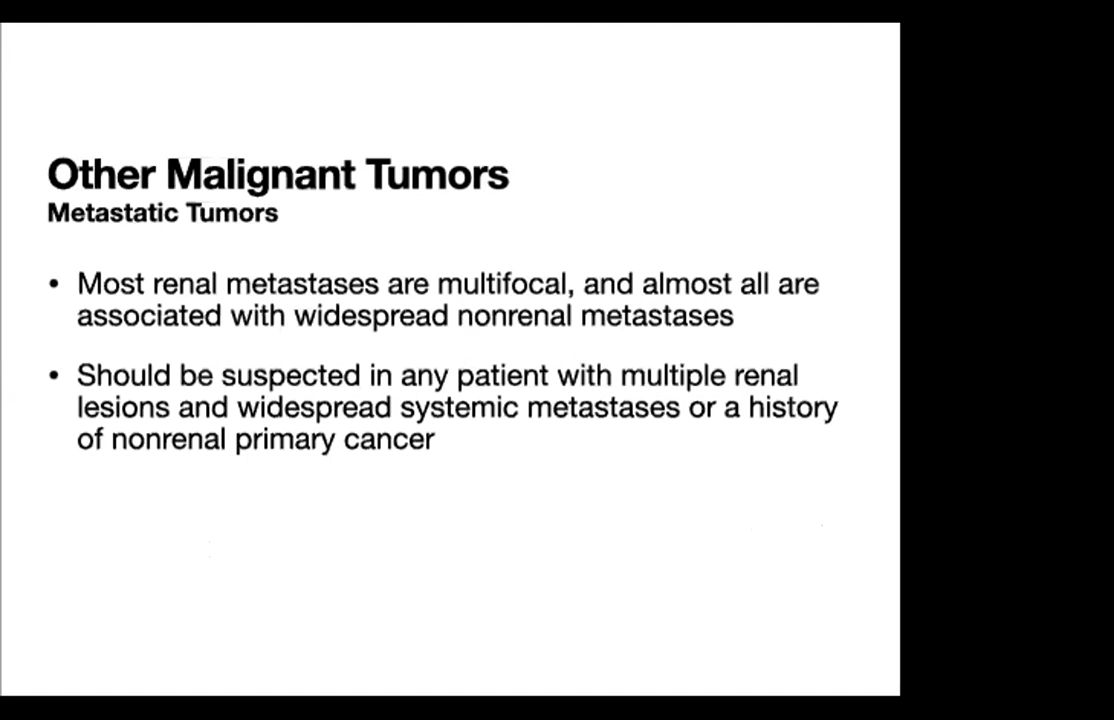 Other Malignant Tumors
Metastatic Tumors
• Most renal metastases are multifocal, and almost all are
associated with widespread nonrenal metastases
• Should be suspected in any patient with multiple renal
lesions and widespread systemic metastases or a history
of nonrenal primary cancer